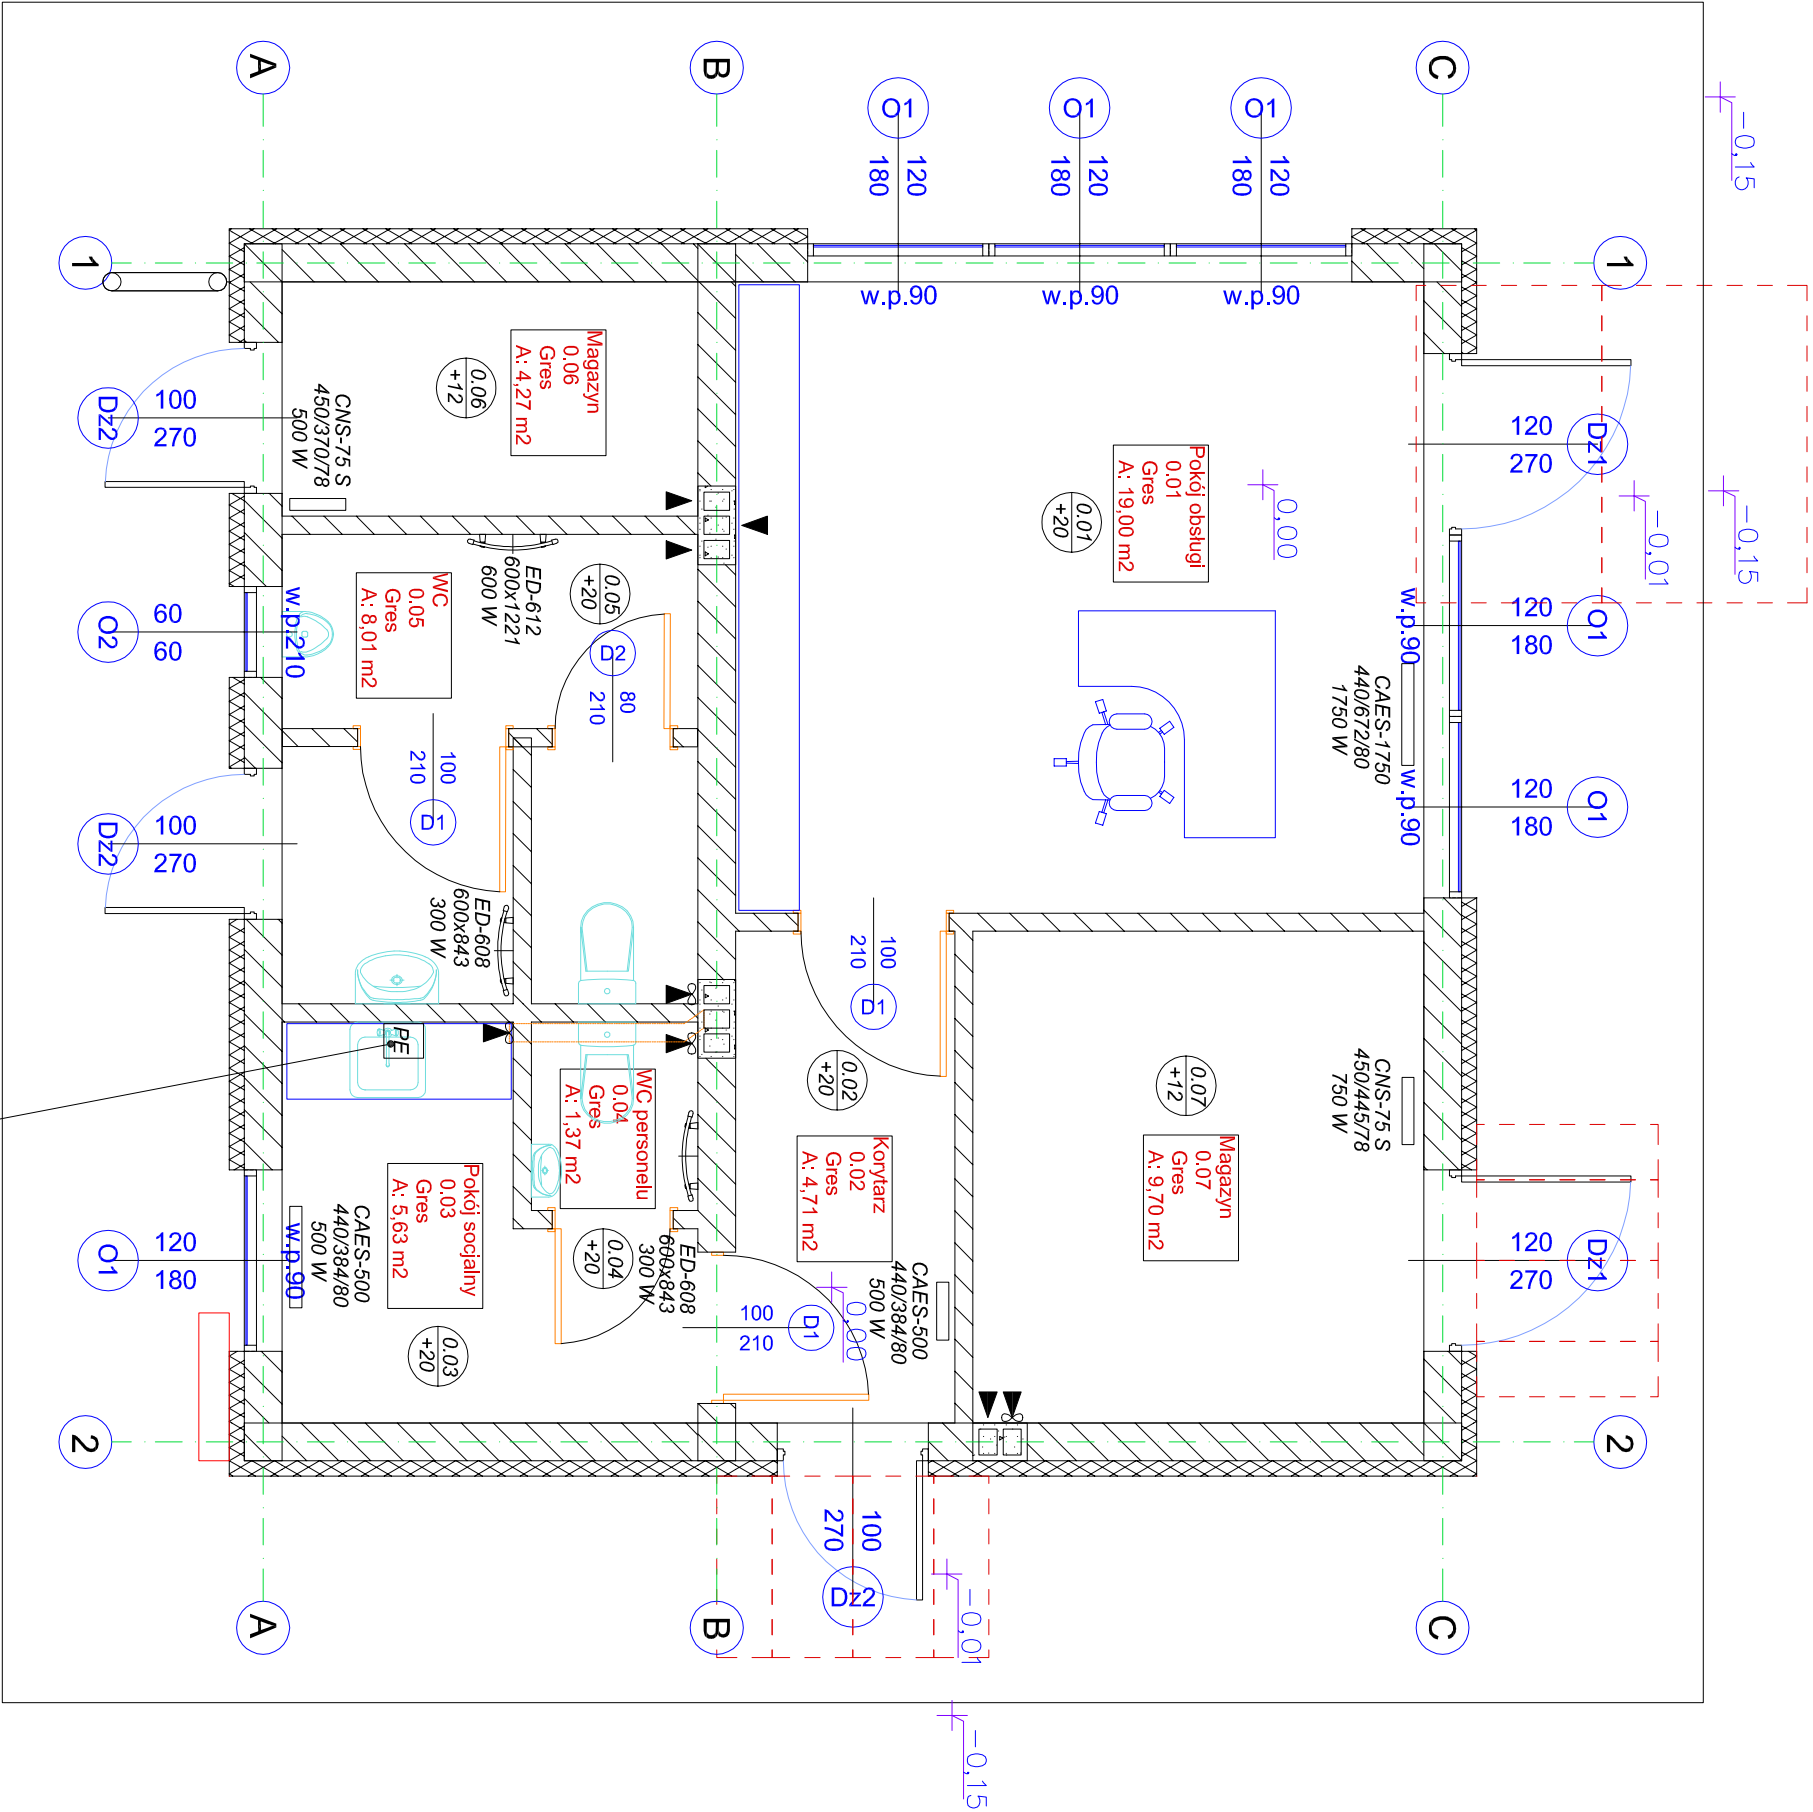 A
B
C
-0,15
O1
120
180
O1
120
180
O1
120
180
1
1
w.p.90
w.p.90
w.p.90
Magazyn
0.06
Gres
A: 4,27 m2
0.06
+12
CNS-75 S
450/370/78
500 W
Dz2
100
270
Dz1
120
270
Pokój obsługi
0.01
Gres
A: 19,00 m2
0.01
+20
0,00
-0,01
-0,15
O2
60
60
w.p.210
WC
0.05
Gres
A: 8,01 m2
ED-612
600x1221
600 W
0.05
+20
D2
80
210
O1
120
180
w.p.90
CAES-1750
440/672/80
1750 W
O1
120
180
w.p.90
D1
100
210
Dz2
100
270
ED-608
600x843
300 W
D1
100
210
PE
WC personelu
0.04
Gres
A: 1,37 m2
0.02
+20
0.07
+12
CNS-75 S
450/445/78
750 W
Korytarz
0.02
Gres
A: 4,71 m2
Magazyn
0.07
Gres
A: 9,70 m2
Pokój socjalny
0.03
Gres
A: 5,63 m2
CAES-500
440/384/80
500 W
w.p.90
O1
120
180
0.03
+20
0.04
+20
ED-608
600x843
300 W
D1
100
210
0,00
CAES-500
440/384/80
500 W
Dz1
120
270
2
2
Dz2
100
270
-0,01
A
B
C
-0,15